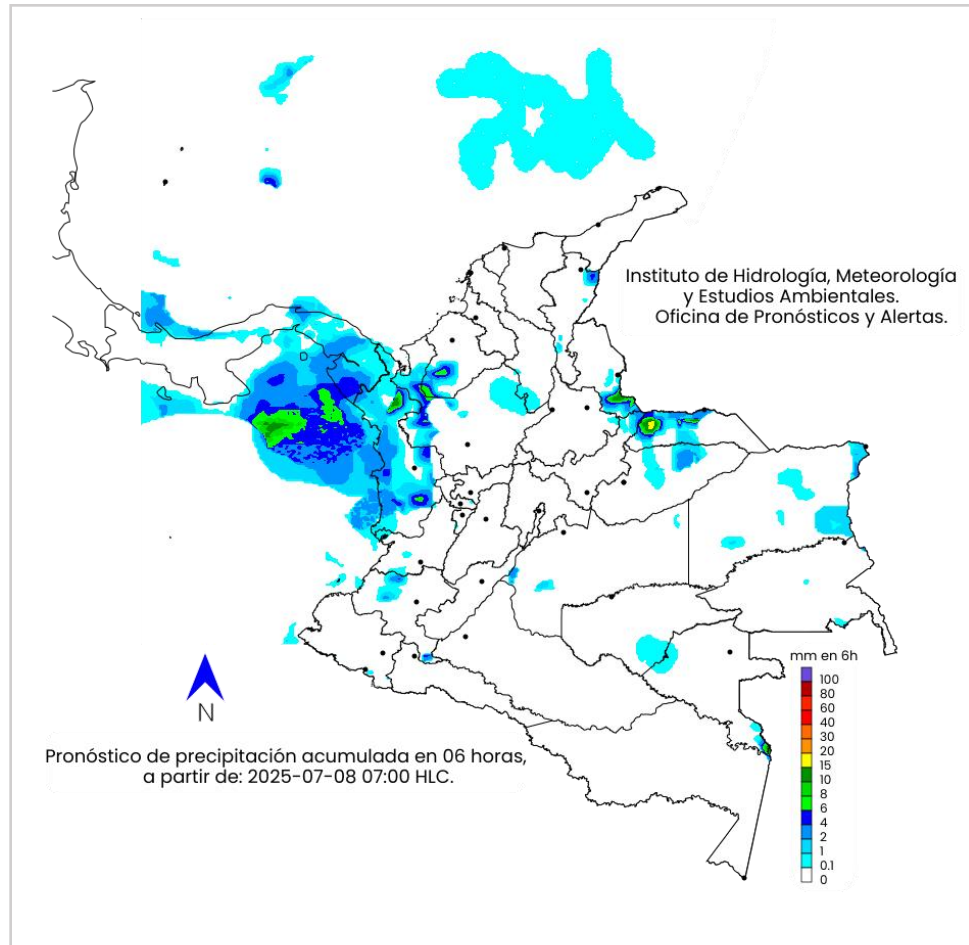 Instituto de Hidrología, Meteorología
y Estudios Ambientales.
Oficina de Pronósticos y Alertas.
mm en 6h
100
80
60
40
30
20
15
10
8
6
4
2
1
0.1
0
N
Pronóstico de precipitación acumulada en 06 horas,
a partir de: 2025-07-08 07:00 HLC.